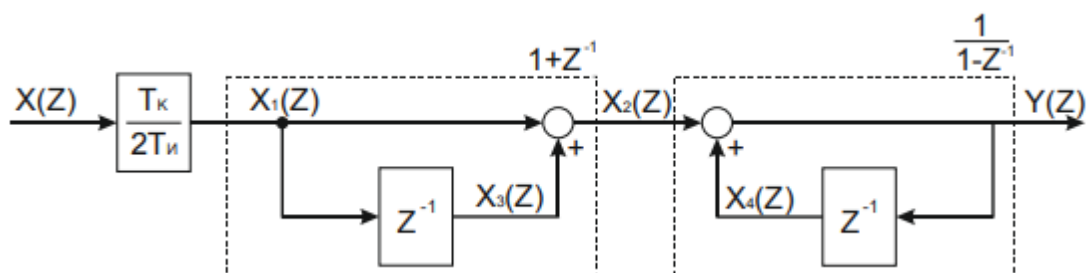 1+Z⁻¹
1
1-Z⁻¹
X(Z)
Tк
2Tи
X₁(Z)
+
X₂(Z)
+
Y(Z)
Z⁻¹
X₃(Z)
X₄(Z)
Z⁻¹